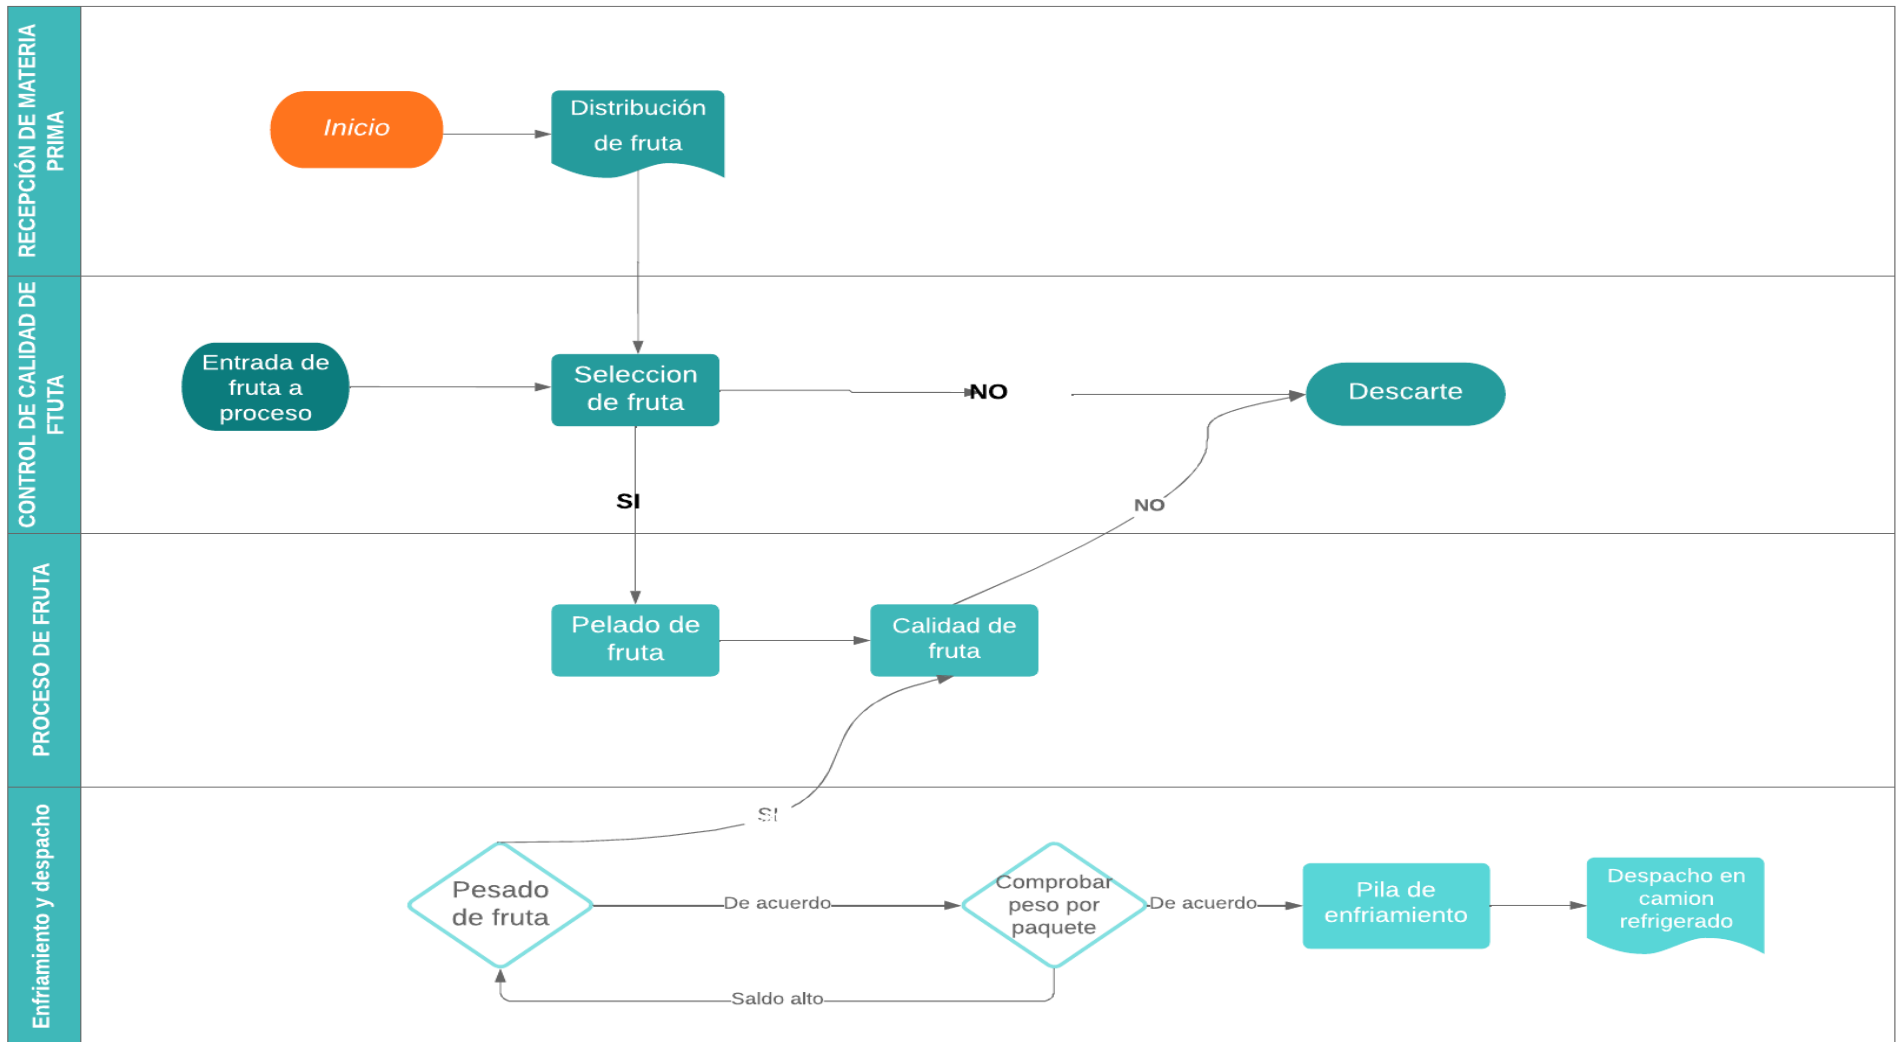 RECEPCIÓN DE MATERIA
PRIMA
Inicio
Distribución
de fruta
CONTROL DE CALIDAD DE
FTUTA
Entrada de
fruta a
proceso
Seleccion
de fruta
NO
Descarte
SI
NO
PROCESO DE FRUTA
Pelado de
fruta
Calidad de
fruta
Enfriamiento y despacho
SI
Pesado
de fruta
De acuerdo
Comprobar
peso por
paquete
De acuerdo
Pila de
enfriamiento
Despacho en
camion
refrigerado
Saldo alto